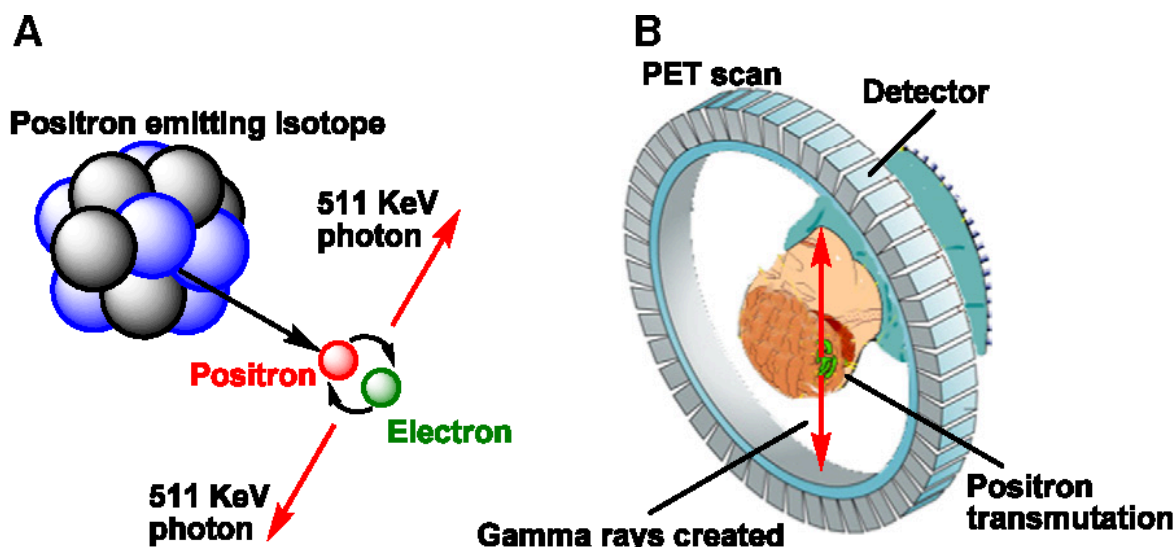 A
Positron emitting isotope
511 KeV
photon
Positron
Electron
511 KeV
photon
B
PET scan
Detector
Gamma rays created
Positron
transmutation